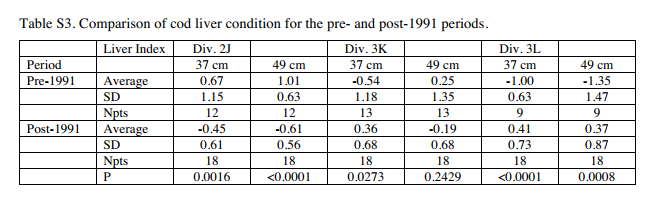 Table S3. Comparison of cod liver condition for the pre- and post-1991 periods.
Liver Index Div. 2J Div. 3K Div. 3L
Period 37 cm 49 cm 37 cm 49 cm 37 cm 49 cm
Pre-1991 Average 0.67 1.01 -0.54 0.25 -1.00 -1.35
SD 1.15 0.63 1.18 1.35 0.63 1.47
Npts 12 12 13 13 9 9
Post-1991 Average -0.45 -0.61 0.36 -0.19 0.41 0.37
SD 0.61 0.56 0.68 0.68 0.73 0.87
Npts 18 18 18 18 18 18
P 0.0016 <0.0001 0.0273 0.2429 <0.0001 0.0008